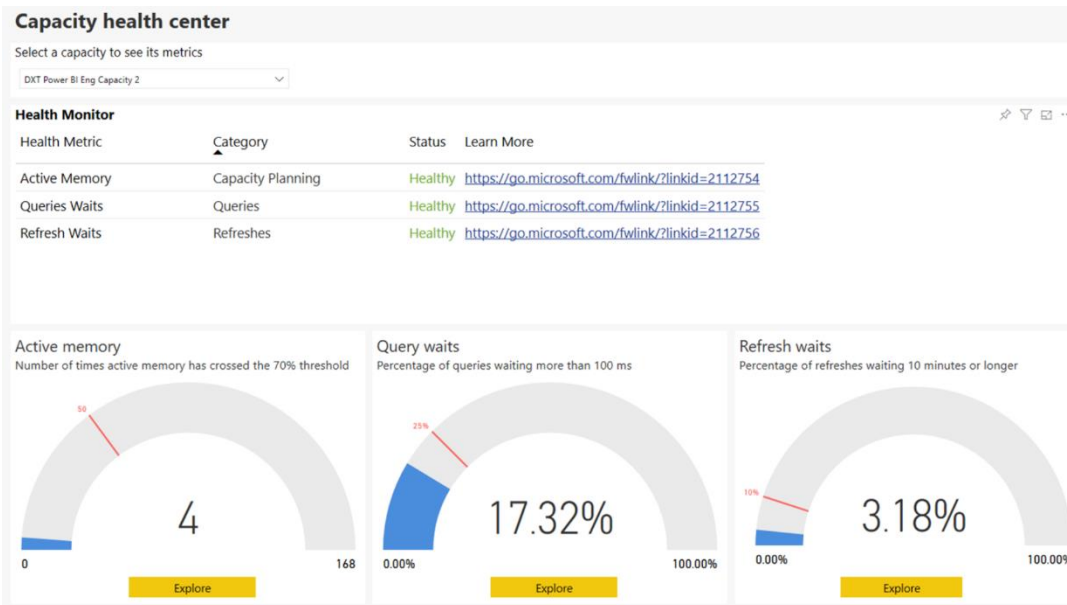 Capacity health center
Select a capacity to see its metrics
DXT Power BI Eng Capacity 2
Health Monitor
Health Metric Category Status Learn More
Active Memory Capacity Planning Healthy https://go.microsoft.com/fwlink/?linkid=2112754
Queries Waits Queries Healthy https://go.microsoft.com/fwlink/?linkid=2112755
Refresh Waits Refreshes Healthy https://go.microsoft.com/fwlink/?linkid=2112756
Active memory
Number of times active memory has crossed the 70% threshold
50
4
0 168
Explore
Query waits
Percentage of queries waiting more than 100 ms
25%
17.32%
0.00% 100.00%
Explore
Refresh waits
Percentage of refreshes waiting 10 minutes or longer
10%
3.18%
0.00% 100.00%
Explore